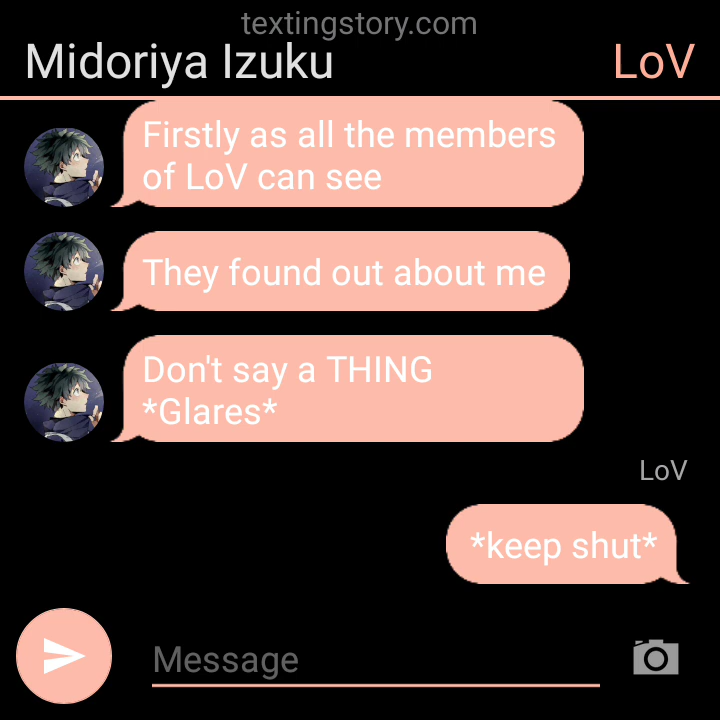 textingstory.com
Midoriya Izuku LoV
Firstly as all the members
of LoV can see
They found out about me
Don't say a THING
*Glares*
LoV
*keep shut*
Message